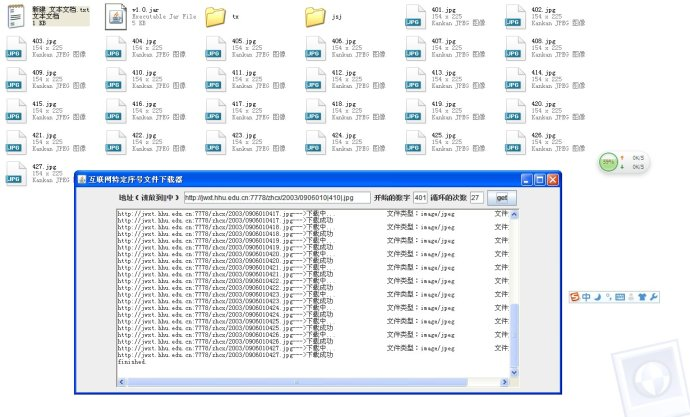 新建 文本文档.txt
文本文档
1 KB
v1.0.jar
Executable Jar File
5 KB
tx
jsj
401.jpg
154 x 225
Kankan JPEG 图像
402.jpg
154 x 225
Kankan JPEG 图像
403.jpg
154 x 225
Kankan JPEG 图像
404.jpg
154 x 225
Kankan JPEG 图像
405.jpg
154 x 225
Kankan JPEG 图像
406.jpg
154 x 225
Kankan JPEG 图像
407.jpg
154 x 225
Kankan JPEG 图像
408.jpg
154 x 225
Kankan JPEG 图像
409.jpg
154 x 225
Kankan JPEG 图像
410.jpg
154 x 225
Kankan JPEG 图像
411.jpg
154 x 225
Kankan JPEG 图像
412.jpg
154 x 225
Kankan JPEG 图像
413.jpg
154 x 225
Kankan JPEG 图像
414.jpg
154 x 225
Kankan JPEG 图像
415.jpg
154 x 225
Kankan JPEG 图像
416.jpg
154 x 225
Kankan JPEG 图像
417.jpg
154 x 225
Kankan JPEG 图像
418.jpg
154 x 225
Kankan JPEG 图像
419.jpg
154 x 225
Kankan JPEG 图像
420.jpg
154 x 225
Kankan JPEG 图像
421.jpg
154 x 225
Kankan JPEG 图像
422.jpg
154 x 225
Kankan JPEG 图像
423.jpg
154 x 225
Kankan JPEG 图像
424.jpg
154 x 225
Kankan JPEG 图像
425.jpg
154 x 225
Kankan JPEG 图像
426.jpg
154 x 225
Kankan JPEG 图像
427.jpg
154 x 225
Kankan JPEG 图像
39% 0K/S
0K/S
互联网特定序号文件下载器
地址（请放到||中） http://jwxt.hhu.edu.cn:7778/zhcx/2003/0906010|410|.jpg 开始的数字 401 循环的次数 27 get
http://jwxt.hhu.edu.cn:7778/zhcx/2003/0906010417.jpg--->下载中... 文件类型：image/jpeg 文件
http://jwxt.hhu.edu.cn:7778/zhcx/2003/0906010417.jpg--->下载成功
http://jwxt.hhu.edu.cn:7778/zhcx/2003/0906010418.jpg--->下载中... 文件类型：image/jpeg 文件
http://jwxt.hhu.edu.cn:7778/zhcx/2003/0906010418.jpg--->下载成功
http://jwxt.hhu.edu.cn:7778/zhcx/2003/0906010419.jpg--->下载中... 文件类型：image/jpeg 文件
http://jwxt.hhu.edu.cn:7778/zhcx/2003/0906010419.jpg--->下载成功
http://jwxt.hhu.edu.cn:7778/zhcx/2003/0906010420.jpg--->下载中... 文件类型：image/jpeg 文件
http://jwxt.hhu.edu.cn:7778/zhcx/2003/0906010420.jpg--->下载成功
http://jwxt.hhu.edu.cn:7778/zhcx/2003/0906010421.jpg--->下载中... 文件类型：image/jpeg 文件
http://jwxt.hhu.edu.cn:7778/zhcx/2003/0906010421.jpg--->下载成功
http://jwxt.hhu.edu.cn:7778/zhcx/2003/0906010422.jpg--->下载中... 文件类型：image/jpeg 文件
http://jwxt.hhu.edu.cn:7778/zhcx/2003/0906010422.jpg--->下载成功
http://jwxt.hhu.edu.cn:7778/zhcx/2003/0906010423.jpg--->下载中... 文件类型：image/jpeg 文件
http://jwxt.hhu.edu.cn:7778/zhcx/2003/0906010423.jpg--->下载成功
http://jwxt.hhu.edu.cn:7778/zhcx/2003/0906010424.jpg--->下载中... 文件类型：image/jpeg 文件
http://jwxt.hhu.edu.cn:7778/zhcx/2003/0906010424.jpg--->下载成功
http://jwxt.hhu.edu.cn:7778/zhcx/2003/0906010425.jpg--->下载中... 文件类型：image/jpeg 文件
http://jwxt.hhu.edu.cn:7778/zhcx/2003/0906010425.jpg--->下载成功
http://jwxt.hhu.edu.cn:7778/zhcx/2003/0906010426.jpg--->下载中... 文件类型：image/jpeg 文件
http://jwxt.hhu.edu.cn:7778/zhcx/2003/0906010426.jpg--->下载成功
http://jwxt.hhu.edu.cn:7778/zhcx/2003/0906010427.jpg--->下载中... 文件类型：image/jpeg 文件
http://jwxt.hhu.edu.cn:7778/zhcx/2003/0906010427.jpg--->下载成功
finished.
中